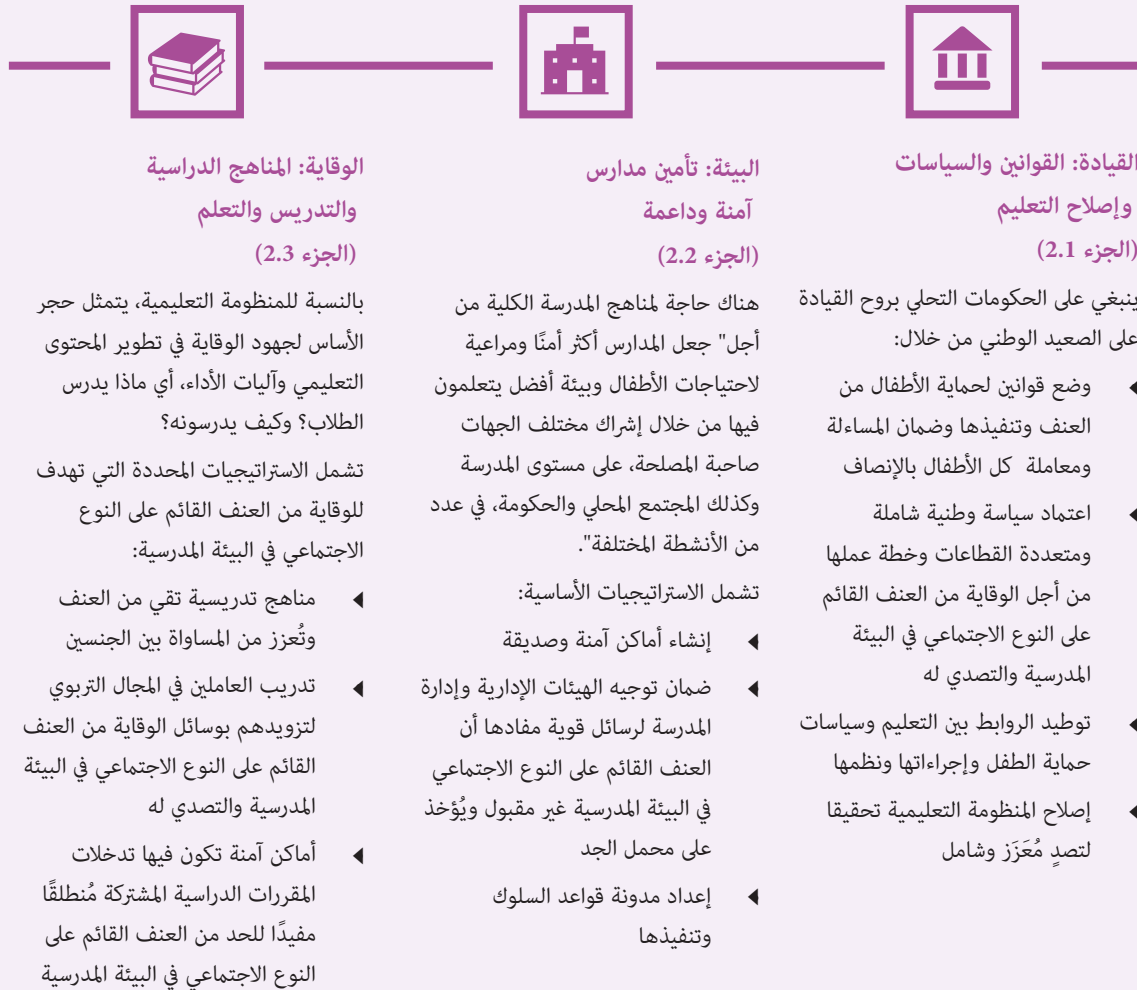 القيادة: القوانين والسياسات
وإصلاح التعليم
(الجزء 2.1)
ينبغي على الحكومات التحلي بروح القيادة
على الصعيد الوطني من خلال:
وضع قوانين لحماية الأطفال من
العنف وتنفيذها وضمان المساءلة
ومعاملة كل الأطفال بالإنصاف
اعتماد سياسة وطنية شاملة
ومتعددة القطاعات وخطة عملها
من أجل الوقاية من العنف القائم
على النوع الاجتماعي في البيئة
المدرسية والتصدي له
توطيد الروابط بين التعليم وسياسات
حماية الطفل وإجراءاتها ونظمها
إصلاح المنظومة التعليمية تحقيقا
لتصدٍ مُعَزَز وشامل
البيئة: تأمين مدارس
آمنة وداعمة
(الجزء 2.2)
هناك حاجة لمناهج المدرسة الكلية من
أجل" جعل المدارس أكثر أمنًا ومراعية
لاحتياجات الأطفال وبيئة أفضل يتعلمون
فيها من خلال إشراك مختلف الجهات
صاحبة المصلحة، على مستوى المدرسة
وكذلك المجتمع المحلي والحكومة، في عدد
من الأنشطة المختلفة".
تشمل الاستراتيجيات الأساسية:
إنشاء أماكن آمنة وصديقة
ضمان توجيه الهيئات الإدارية وإدارة
المدرسة لرسائل قوية مفادها أن
العنف القائم على النوع الاجتماعي
في البيئة المدرسية غير مقبول ويُؤخذ
على محمل الجد
إعداد مدونة قواعد السلوك
وتنفيذها
الوقاية: المناهج الدراسية
والتدريس والتعلم
(الجزء 2.3)
بالنسبة للمنظومة التعليمية، يتمثل حجر
الأساس لجهود الوقاية في تطوير المحتوى
التعليمي وآليات الأداء، أي ماذا يدرس
الطلاب؟ وكيف يدرسونه؟
تشمل الاستراتيجيات المحددة التي تهدف
للوقاية من العنف القائم على النوع
الاجتماعي في البيئة المدرسية:
مناهج تدريسية تقي من العنف
وتُعزز من المساواة بين الجنسين
تدريب العاملين في المجال التربوي
لتزويدهم بوسائل الوقاية من العنف
القائم على النوع الاجتماعي في البيئة
المدرسية والتصدي له
أماكن آمنة تكون فيها تدخلات
المقررات الدراسية المشتركة مُنطلقًا
مفيدًا للحد من العنف القائم على
النوع الاجتماعي في البيئة المدرسية